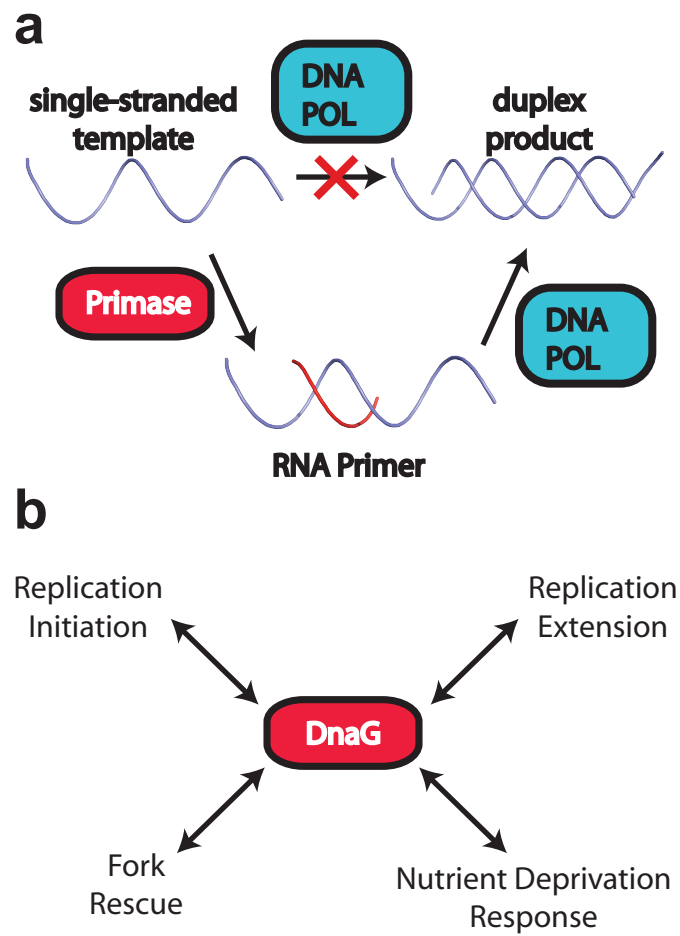 a
single-stranded
template
DNA
POL
duplex
product
Primase
DNA
POL
RNA Primer
b
Replication
Initiation
Replication
Extension
DnaG
Fork
Rescue
Nutrient Deprivation
Response